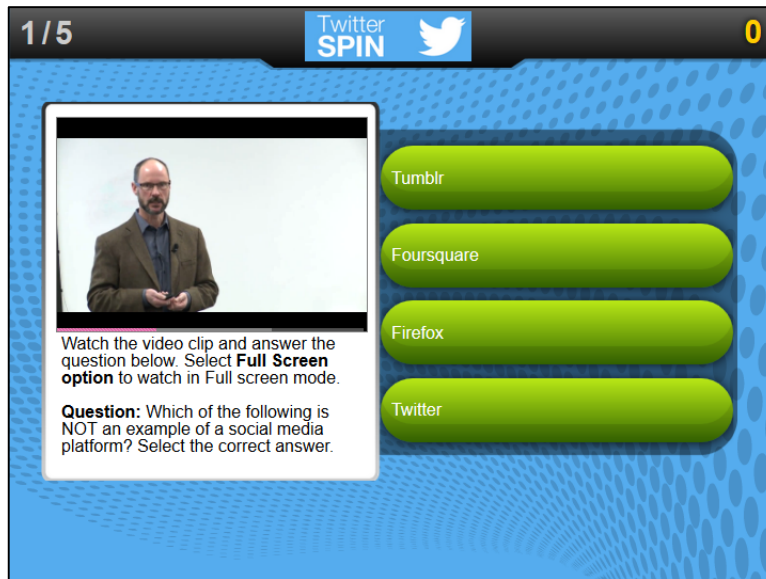 1/5
Twitter
SPIN
0
Watch the video clip and answer the
question below. Select Full Screen
option to watch in Full screen mode.
Question: Which of the following is
NOT an example of a social media
platform? Select the correct answer.
Tumblr
Foursquare
Firefox
Twitter